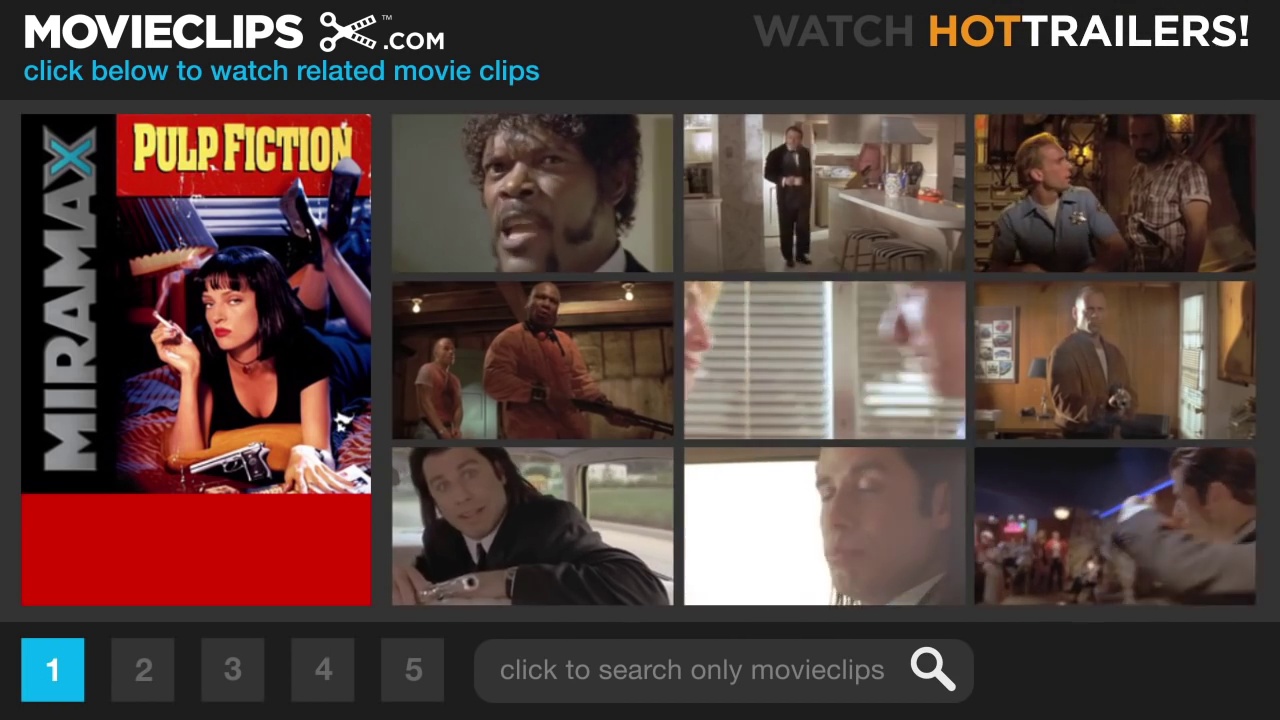 MOVIECLIPS ™ .COM
WATCH HOTTRAILERS!
click below to watch related movie clips
MIRAMAX
PULP FICTION
1 2 3 4 5
click to search only movieclips